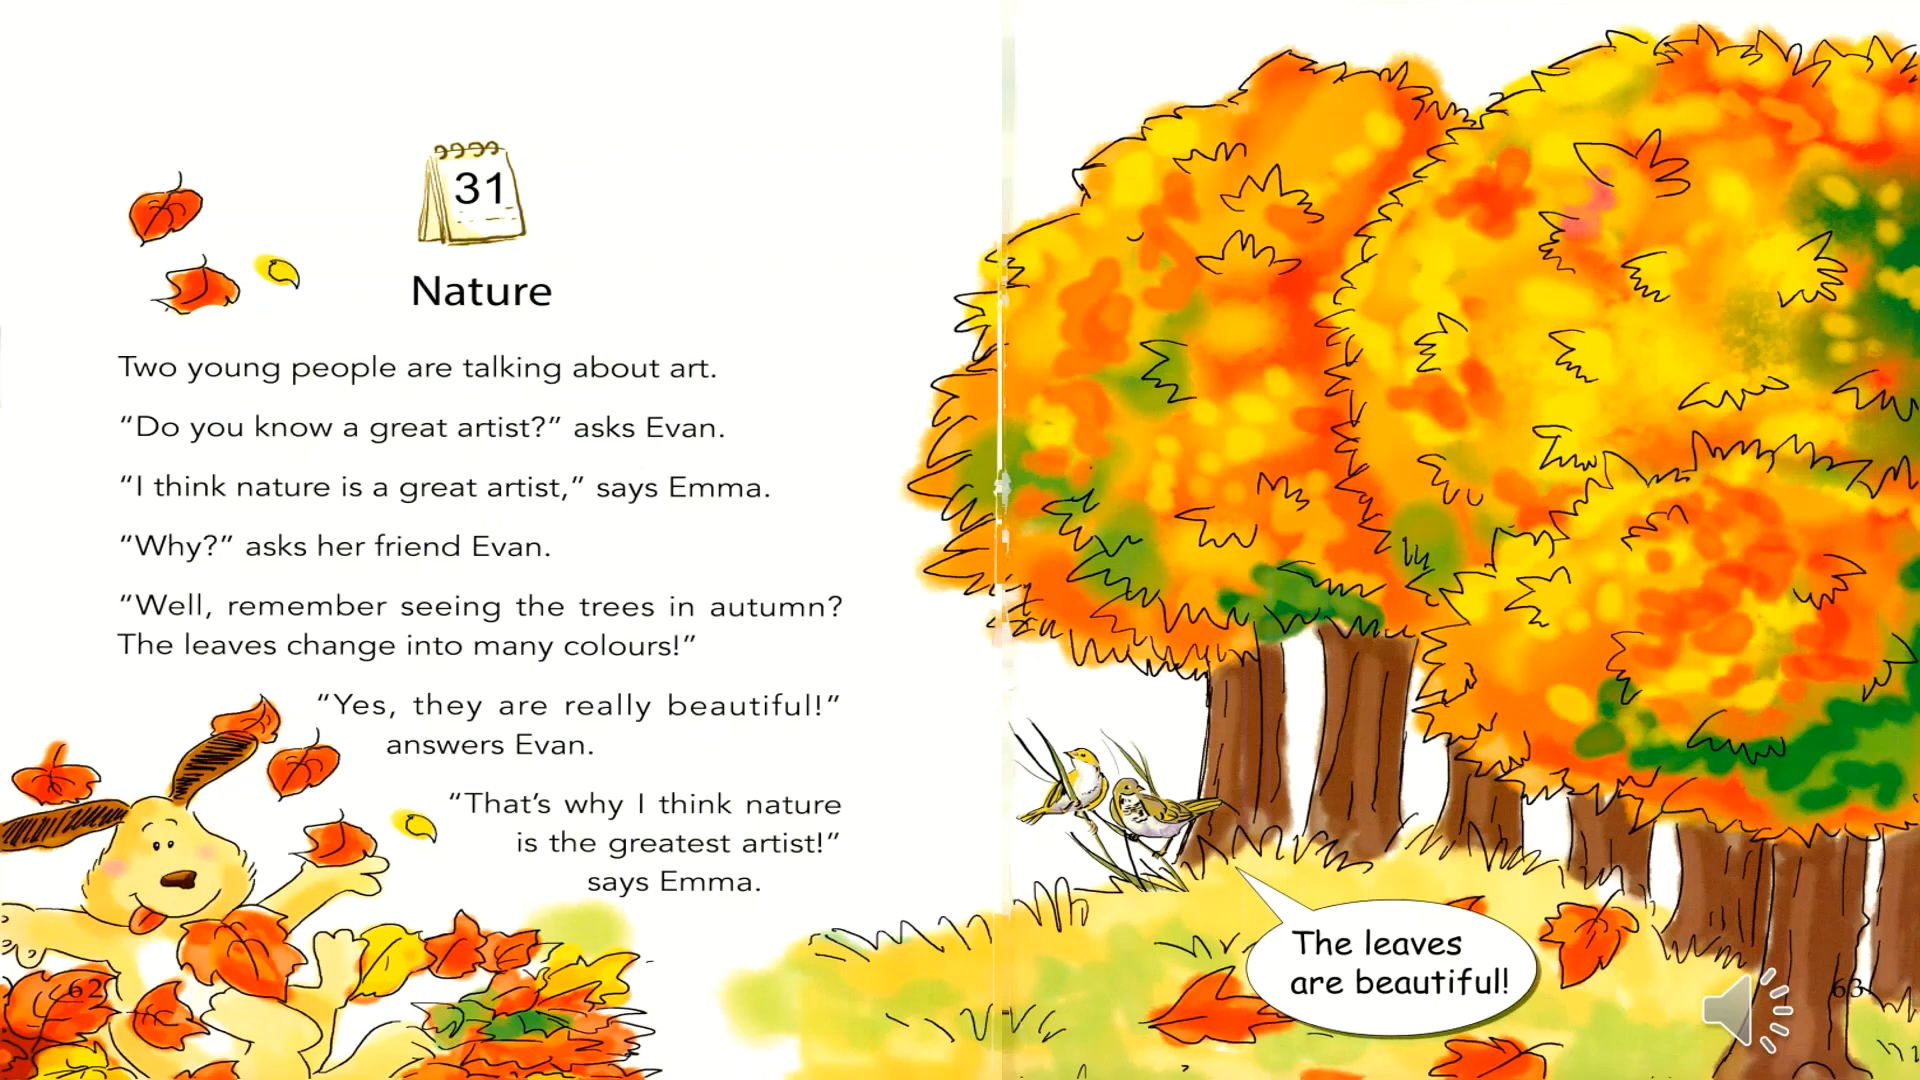 31
Nature
Two young people are talking about art.
“Do you know a great artist?” asks Evan.
“I think nature is a great artist,” says Emma.
“Why?” asks her friend Evan.
“Well, remember seeing the trees in autumn?
The leaves change into many colours!”
“Yes, they are really beautiful!”
answers Evan.
“That’s why I think nature
is the greatest artist!”
says Emma.
62
The leaves
are beautiful!
63